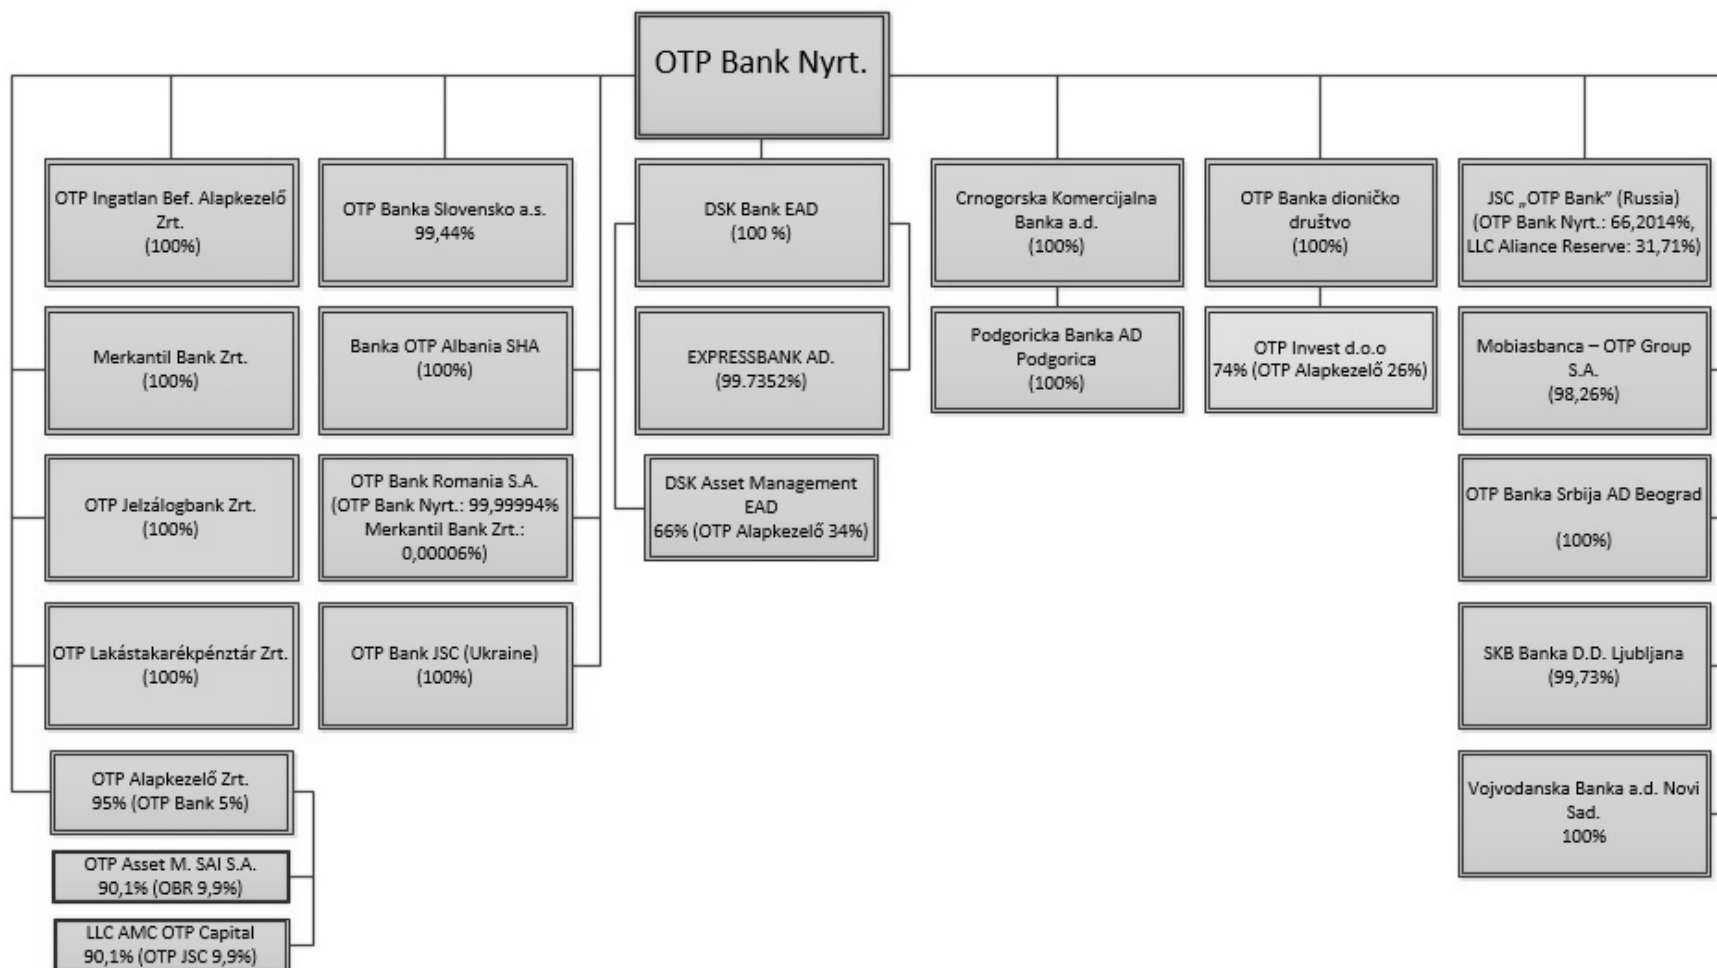 OTP Bank Nyrt.
OTP Ingatlan Bef. Alapkezelő
Zrt.
(100%)
OTP Banka Slovensko a.s.
99,44%
DSK Bank EAD
(100 %)
Crnogorska Komercijalna
Banka a.d.
(100%)
OTP Banka dioničko
društvo
(100%)
JSC „OTP Bank” (Russia)
(OTP Bank Nyrt.: 66,2014%,
LLC Aliance Reserve: 31,71%)
Merkantil Bank Zrt.
(100%)
Banka OTP Albania SHA
(100%)
EXPRESSBANK AD.
(99.7352%)
Podgoricka Banka AD
Podgorica
(100%)
OTP Invest d.o.o
74% (OTP Alapkezelő 26%)
Mobiasbanca – OTP Group
S.A.
(98,26%)
OTP Jelzálogbank Zrt.
(100%)
OTP Bank Romania S.A.
(OTP Bank Nyrt.: 99,99994%
Merkantil Bank Zrt.:
0,00006%)
DSK Asset Management
EAD
66% (OTP Alapkezelő 34%)
OTP Banka Srbija AD Beograd
(100%)
OTP Lakástakarékpénztár Zrt.
(100%)
OTP Bank JSC (Ukraine)
(100%)
SKB Banka D.D. Ljubljana
(99,73%)
OTP Alapkezelő Zrt.
95% (OTP Bank 5%)
Vojvodanska Banka a.d. Novi
Sad.
100%
OTP Asset M. SAI S.A.
90,1% (OBR 9,9%)
LLC AMC OTP Capital
90,1% (OTP JSC 9,9%)